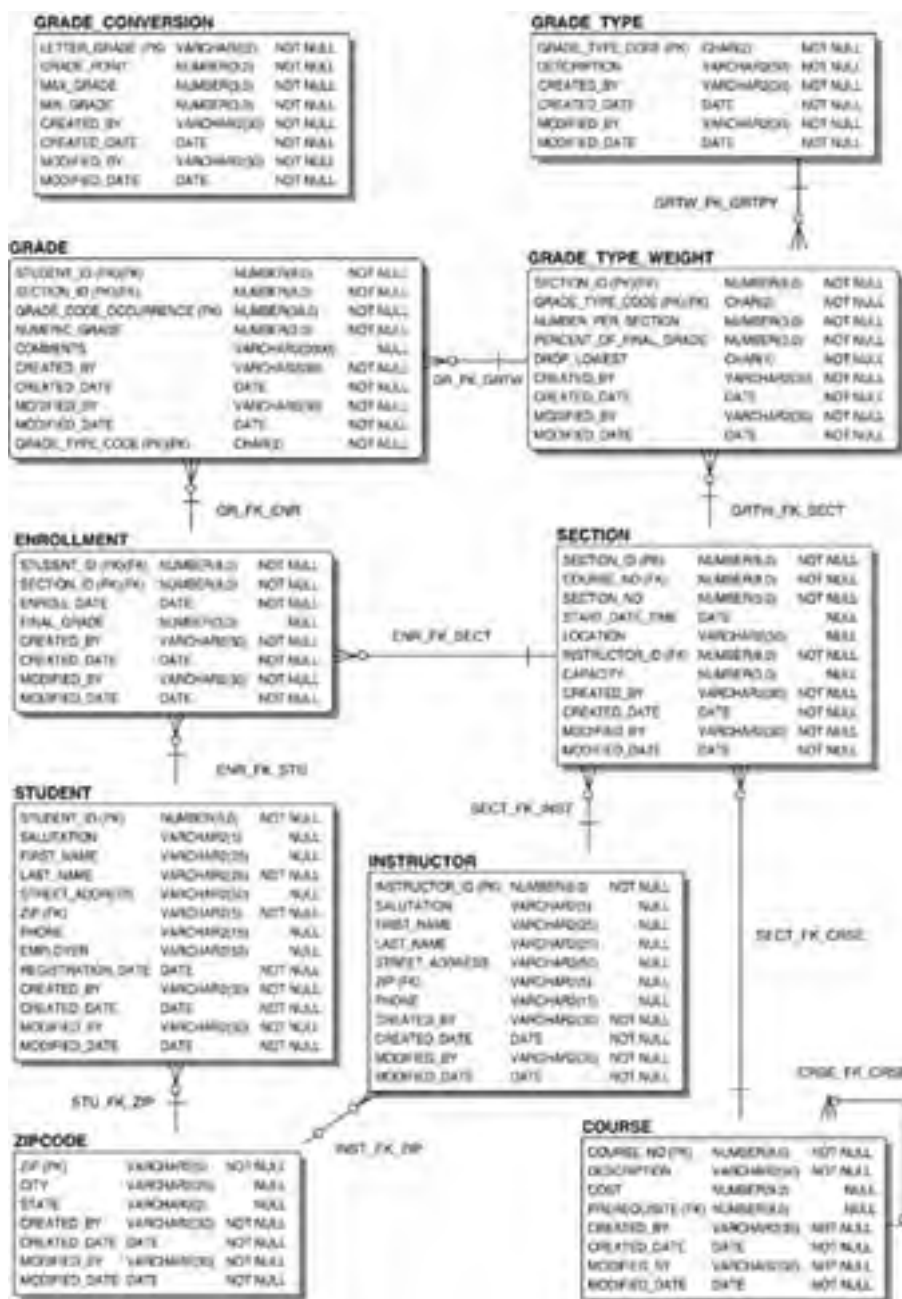 GRADE_CONVERSION
LETTER_GRADE (PK) VARCHAR2(2) NOT NULL
GRADE_POINT NUMBER(3,2) NOT NULL
MAX_GRADE NUMBER(3,0) NOT NULL
MIN_GRADE NUMBER(3,0) NOT NULL
CREATED_BY VARCHAR2(30) NOT NULL
CREATED_DATE DATE NOT NULL
MODIFIED_BY VARCHAR2(30) NOT NULL
MODIFIED_DATE DATE NOT NULL
GRADE_TYPE
GRADE_TYPE_CODE (PK) CHAR(2) NOT NULL
DESCRIPTION VARCHAR2(50) NOT NULL
CREATED_BY VARCHAR2(30) NOT NULL
CREATED_DATE DATE NOT NULL
MODIFIED_BY VARCHAR2(30) NOT NULL
MODIFIED_DATE DATE NOT NULL
GRTW_FK_GRTPY
GRADE
STUDENT_ID (PK)(FK) NUMBER(8,0) NOT NULL
SECTION_ID (PK)(FK) NUMBER(8,0) NOT NULL
GRADE_CODE_OCCURRENCE (PK) NUMBER(38,0) NOT NULL
NUMERIC_GRADE NUMBER(3,0) NOT NULL
COMMENTS VARCHAR2(2000) NULL
CREATED_BY VARCHAR2(30) NOT NULL
CREATED_DATE DATE NOT NULL
MODIFIED_BY VARCHAR2(30) NOT NULL
MODIFIED_DATE DATE NOT NULL
GRADE_TYPE_CODE (PK)(FK) CHAR(2) NOT NULL
GR_FK_GRTW
GRADE_TYPE_WEIGHT
SECTION_ID (PK)(FK) NUMBER(8,0) NOT NULL
GRADE_TYPE_CODE (PK)(FK) CHAR(2) NOT NULL
NUMBER_PER_SECTION NUMBER(3,0) NOT NULL
PERCENT_OF_FINAL_GRADE NUMBER(3,0) NOT NULL
DROP_LOWEST CHAR(1) NOT NULL
CREATED_BY VARCHAR2(30) NOT NULL
CREATED_DATE DATE NOT NULL
MODIFIED_BY VARCHAR2(30) NOT NULL
MODIFIED_DATE DATE NOT NULL
GR_FK_ENR
GRTW_FK_SECT
ENROLLMENT
STUDENT_ID (PK)(FK) NUMBER(8,0) NOT NULL
SECTION_ID (PK)(FK) NUMBER(8,0) NOT NULL
ENROLL_DATE DATE NOT NULL
FINAL_GRADE NUMBER(3,0) NULL
CREATED_BY VARCHAR2(30) NOT NULL
CREATED_DATE DATE NOT NULL
MODIFIED_BY VARCHAR2(30) NOT NULL
MODIFIED_DATE DATE NOT NULL
ENR_FK_SECT
SECTION
SECTION_ID (PK) NUMBER(8,0) NOT NULL
COURSE_NO (FK) NUMBER(8,0) NOT NULL
SECTION_NO NUMBER(3,0) NOT NULL
START_DATE_TIME DATE NULL
LOCATION VARCHAR2(50) NULL
INSTRUCTOR_ID (FK) NUMBER(8,0) NOT NULL
CAPACITY NUMBER(3,0) NULL
CREATED_BY VARCHAR2(30) NOT NULL
CREATED_DATE DATE NOT NULL
MODIFIED_BY VARCHAR2(30) NOT NULL
MODIFIED_DATE DATE NOT NULL
ENR_FK_STU
SECT_FK_INST
STUDENT
STUDENT_ID (PK) NUMBER(8,0) NOT NULL
SALUTATION VARCHAR2(5) NULL
FIRST_NAME VARCHAR2(25) NULL
LAST_NAME VARCHAR2(25) NOT NULL
STREET_ADDRESS VARCHAR2(50) NULL
ZIP (FK) VARCHAR2(5) NOT NULL
PHONE VARCHAR2(15) NULL
EMPLOYER VARCHAR2(50) NULL
REGISTRATION_DATE DATE NOT NULL
CREATED_BY VARCHAR2(30) NOT NULL
CREATED_DATE DATE NOT NULL
MODIFIED_BY VARCHAR2(30) NOT NULL
MODIFIED_DATE DATE NOT NULL
INSTRUCTOR
INSTRUCTOR_ID (PK) NUMBER(8,0) NOT NULL
SALUTATION VARCHAR2(5) NULL
FIRST_NAME VARCHAR2(25) NULL
LAST_NAME VARCHAR2(25) NULL
STREET_ADDRESS VARCHAR2(50) NULL
ZIP (FK) VARCHAR2(5) NULL
PHONE VARCHAR2(15) NULL
CREATED_BY VARCHAR2(30) NOT NULL
CREATED_DATE DATE NOT NULL
MODIFIED_BY VARCHAR2(30) NOT NULL
MODIFIED_DATE DATE NOT NULL
SECT_FK_CRSE
CRSE_FK_CRSE
STU_FK_ZIP
INST_FK_ZIP
ZIPCODE
ZIP (PK) VARCHAR2(5) NOT NULL
CITY VARCHAR2(25) NULL
STATE VARCHAR2(2) NULL
CREATED_BY VARCHAR2(30) NOT NULL
CREATED_DATE DATE NOT NULL
MODIFIED_BY VARCHAR2(30) NOT NULL
MODIFIED_DATE DATE NOT NULL
COURSE
COURSE_NO (PK) NUMBER(8,0) NOT NULL
DESCRIPTION VARCHAR2(50) NOT NULL
COST NUMBER(9,2) NULL
PREREQUISITE (FK) NUMBER(8,0) NULL
CREATED_BY VARCHAR2(30) NOT NULL
CREATED_DATE DATE NOT NULL
MODIFIED_BY VARCHAR2(30) NOT NULL
MODIFIED_DATE DATE NOT NULL